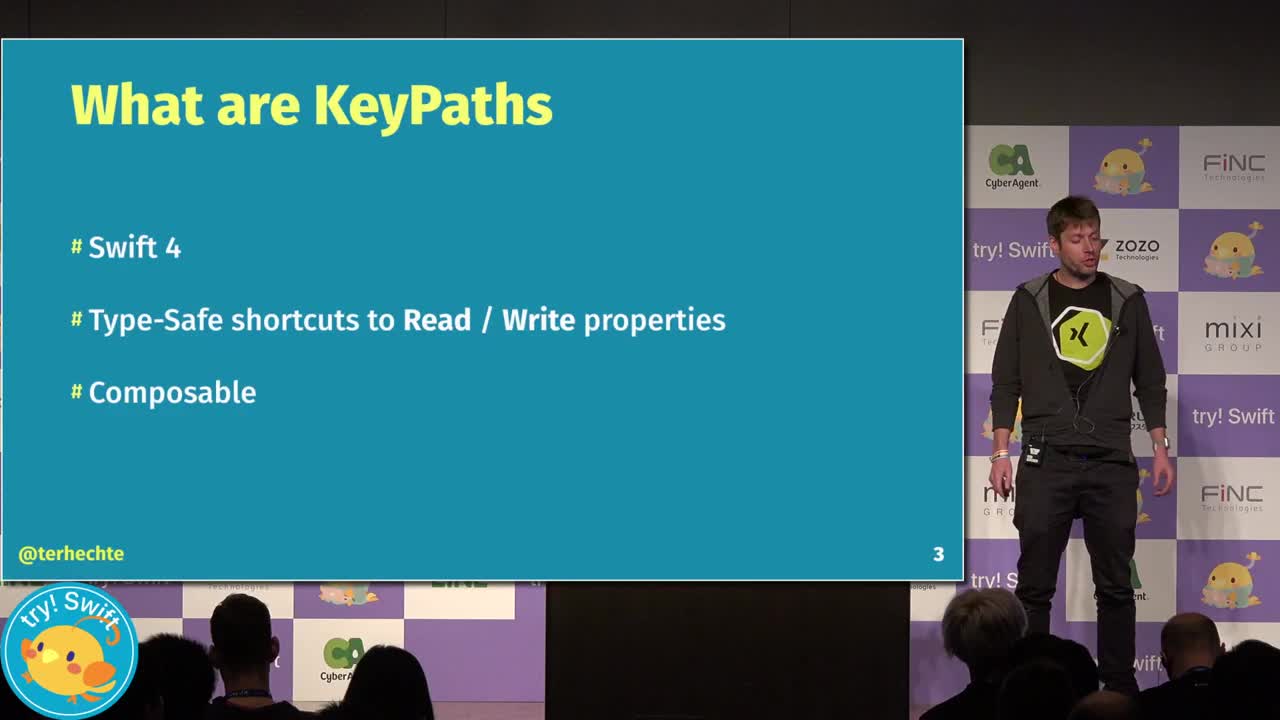 What are KeyPaths
# Swift 4
# Type-Safe shortcuts to Read / Write properties
# Composable
@terhechte
3
try! Swift
CyberAgent
CA
CyberAgent
FiNC
Technologies
try! Swift
ZOZO
Technologies
mixi
GROUP
try! Swift
FiNC
Technologies
try! S